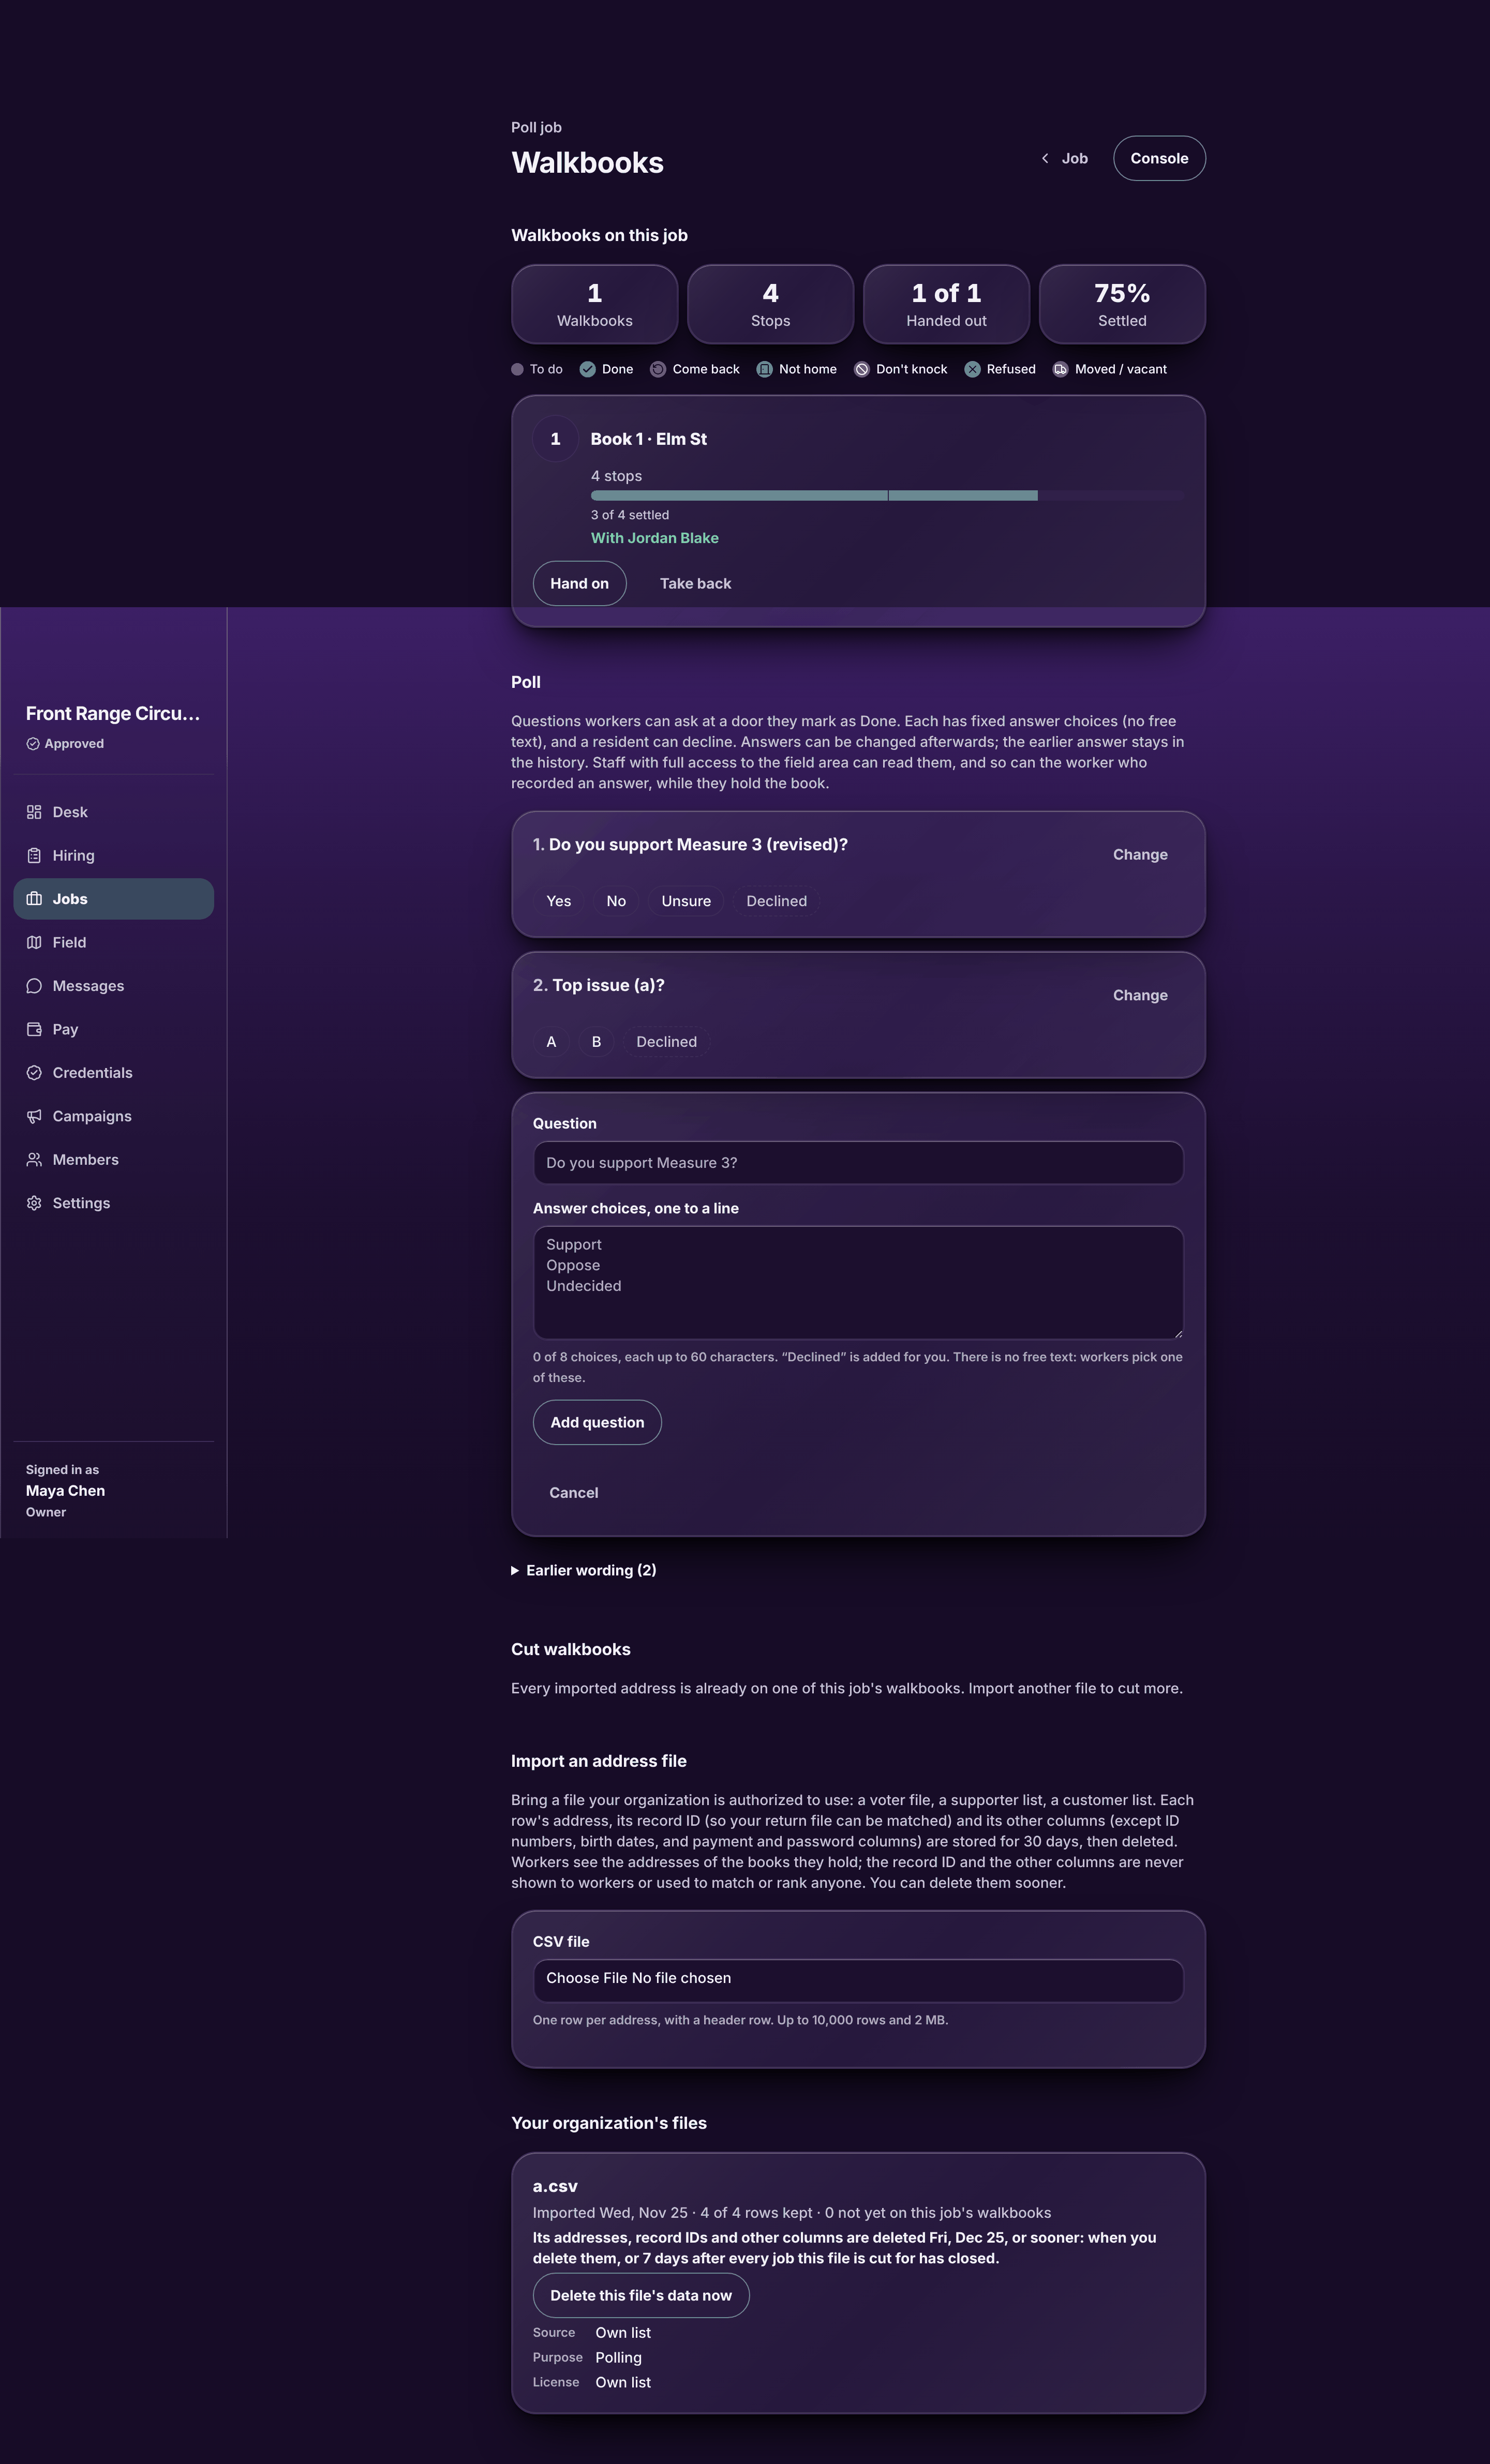 Poll job
Walkbooks
Job
Console
Walkbooks on this job
1
Walkbooks
4
Stops
1 of 1
Handed out
75%
Settled
To do
Done
Come back
Not home
Don't knock
Refused
Moved / vacant
1
Book 1 · Elm St
4 stops
3 of 4 settled
With Jordan Blake
Hand on
Take back
Front Range Circu…
Approved
Desk
Hiring
Jobs
Field
Messages
Pay
Credentials
Campaigns
Members
Settings
Signed in as
Maya Chen
Owner
Poll
Questions workers can ask at a door they mark as Done. Each has fixed answer choices (no free
text), and a resident can decline. Answers can be changed afterwards; the earlier answer stays in
the history. Staff with full access to the field area can read them, and so can the worker who
recorded an answer, while they hold the book.
1. Do you support Measure 3 (revised)?
Change
Yes
No
Unsure
Declined
2. Top issue (a)?
Change
A
B
Declined
Question
Do you support Measure 3?
Answer choices, one to a line
Support
Oppose
Undecided
0 of 8 choices, each up to 60 characters. “Declined” is added for you. There is no free text: workers pick one
of these.
Add question
Cancel
Earlier wording (2)
Cut walkbooks
Every imported address is already on one of this job's walkbooks. Import another file to cut more.
Import an address file
Bring a file your organization is authorized to use: a voter file, a supporter list, a customer list. Each
row's address, its record ID (so your return file can be matched) and its other columns (except ID
numbers, birth dates, and payment and password columns) are stored for 30 days, then deleted.
Workers see the addresses of the books they hold; the record ID and the other columns are never
shown to workers or used to match or rank anyone. You can delete them sooner.
CSV file
Choose File No file chosen
One row per address, with a header row. Up to 10,000 rows and 2 MB.
Your organization's files
a.csv
Imported Wed, Nov 25 · 4 of 4 rows kept · 0 not yet on this job's walkbooks
Its addresses, record IDs and other columns are deleted Fri, Dec 25, or sooner: when you
delete them, or 7 days after every job this file is cut for has closed.
Delete this file's data now
Source Own list
Purpose Polling
License Own list